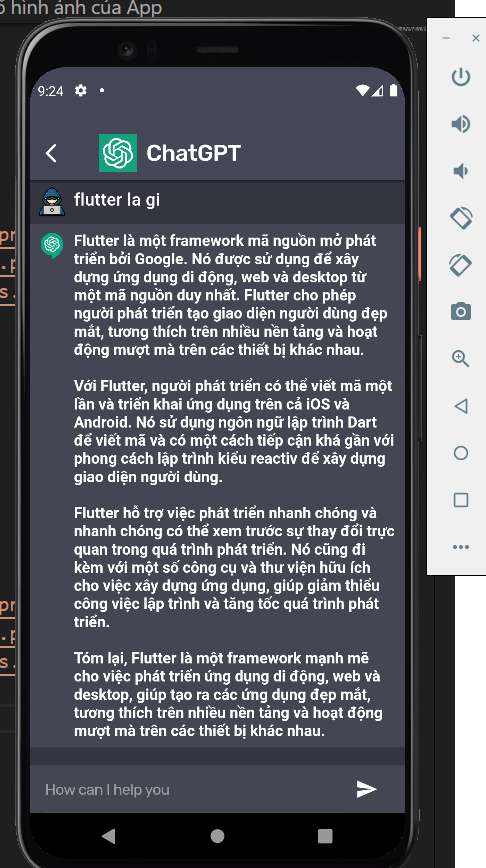 hình ảnh của App
9:24
ChatGPT
flutter la gi
Flutter là một framework mã nguồn mở phát
triển bởi Google. Nó được sử dụng để xây
dựng ứng dụng di động, web và desktop từ
một mã nguồn duy nhất. Flutter cho phép
người phát triển tạo giao diện người dùng đẹp
mắt, tương thích trên nhiều nền tảng và hoạt
động mượt mà trên các thiết bị khác nhau.
Với Flutter, người phát triển có thể viết mã một
lần và triển khai ứng dụng trên cả iOS và
Android. Nó sử dụng ngôn ngữ lập trình Dart
để viết mã và có một cách tiếp cận khá gần với
phong cách lập trình kiểu reactiv để xây dựng
giao diện người dùng.
Flutter hỗ trợ việc phát triển nhanh chóng và
nhanh chóng có thể xem trước sự thay đổi trực
quan trong quá trình phát triển. Nó cũng đi
kèm với một số công cụ và thư viện hữu ích
cho việc xây dựng ứng dụng, giúp giảm thiểu
công việc lập trình và tăng tốc quá trình phát
triển.
Tóm lại, Flutter là một framework mạnh mẽ
cho việc phát triển ứng dụng di động, web và
desktop, giúp tạo ra các ứng dụng đẹp mắt,
tương thích trên nhiều nền tảng và hoạt động
mượt mà trên các thiết bị khác nhau.
How can I help you